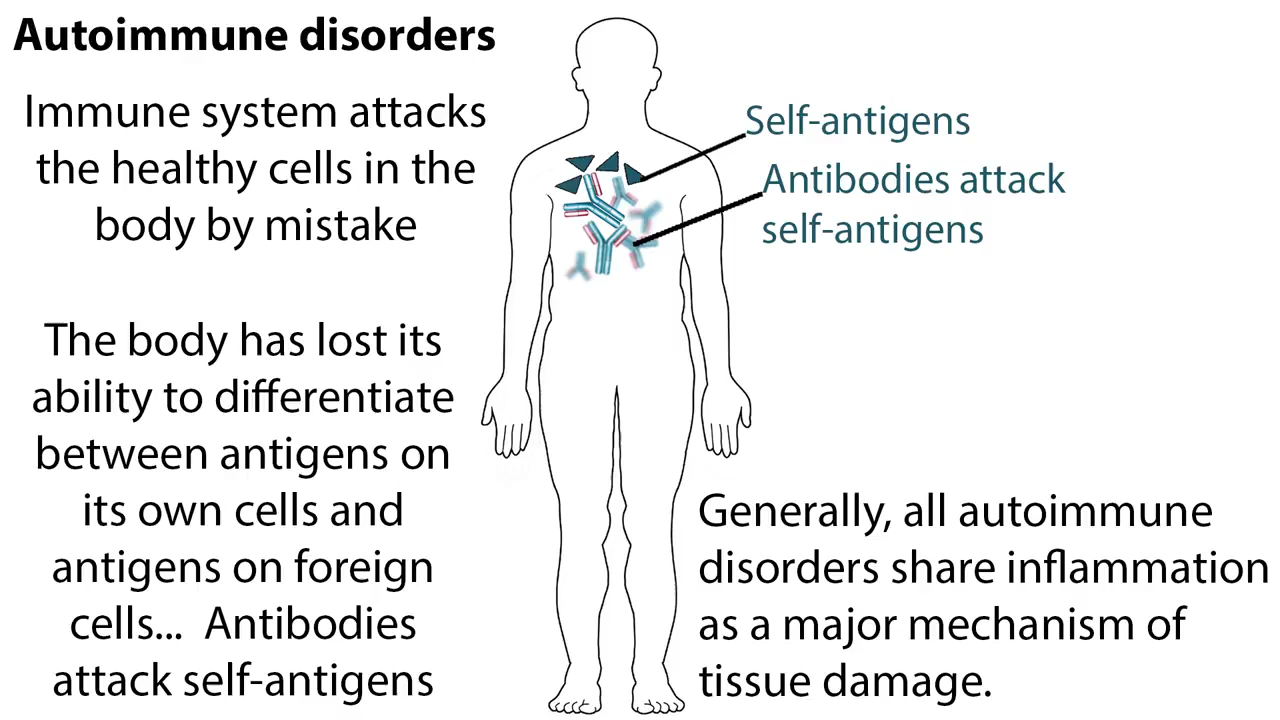 Autoimmune disorders
Immune system attacks
the healthy cells in the
body by mistake
The body has lost its
ability to differentiate
between antigens on
its own cells and
antigens on foreign
cells... Antibodies
attack self-antigens
Self-antigens
Antibodies attack
self-antigens
Generally, all autoimmune
disorders share inflammation
as a major mechanism of
tissue damage.